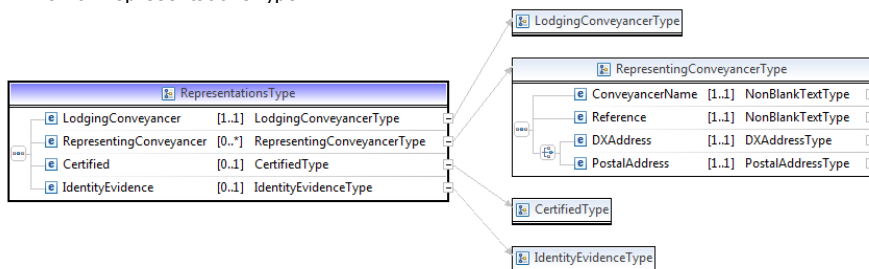 LodgingConveyancerType
RepresentingConveyancerType
ConveyancerName [1..1] NonBlankTextType
Reference [1..1] NonBlankTextType
DXAddress [1..1] DXAddressType
PostalAddress [1..1] PostalAddressType
RepresentationsType
e LodgingConveyancer [1..1] LodgingConveyancerType
e RepresentingConveyancer [0..*] RepresentingConveyancerType
e Certified [0..1] CertifiedType
e IdentityEvidence [0..1] IdentityEvidenceType
CertifiedType
IdentityEvidenceType